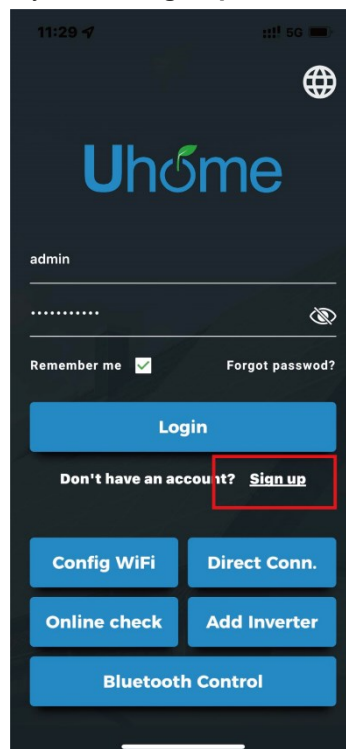 11:29
5G
Uhome
admin
...........
Remember me Forgot passwod?
Login
Don't have an account? Sign up
Config WiFi Direct Conn.
Online check Add Inverter
Bluetooth Control